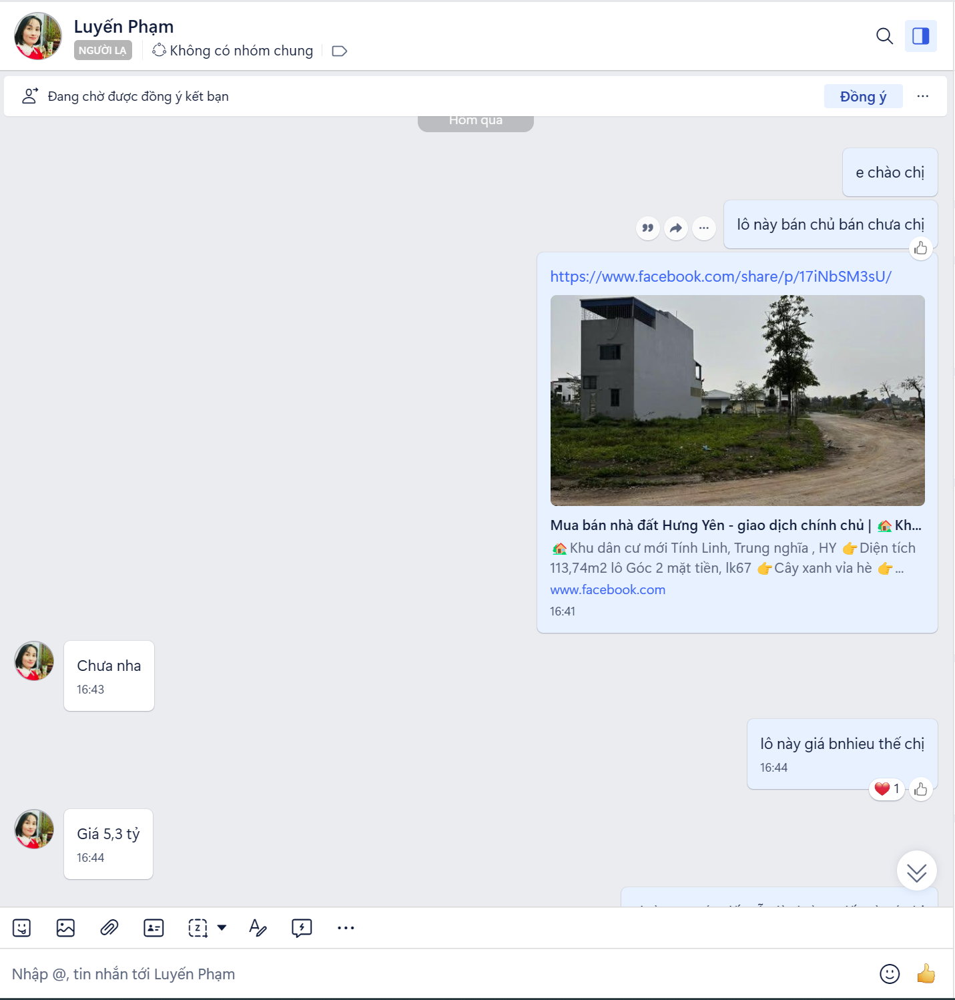 Luyến Phạm
NGƯỜI LẠ
Không có nhóm chung
Đang chờ được đồng ý kết bạn
Đồng ý
Hôm qua
e chào chị
lô này bán chủ bán chưa chị
https://www.facebook.com/share/p/17iNbSM3sU/
Mua bán nhà đất Hưng Yên - giao dịch chính chủ | 🏡Kh...
🏡Khu dân cư mới Tính Linh, Trung nghĩa , HY 👉Diện tích
113,74m2 lô Góc 2 mặt tiền, lk67 👉Cây xanh vỉa hè 👉...
www.facebook.com
16:41
Chưa nha
16:43
lô này giá bnhieu thế chị
16:44
❤️ 1
Giá 5,3 tỷ
16:44
Nhập @, tin nhắn tới Luyến Phạm